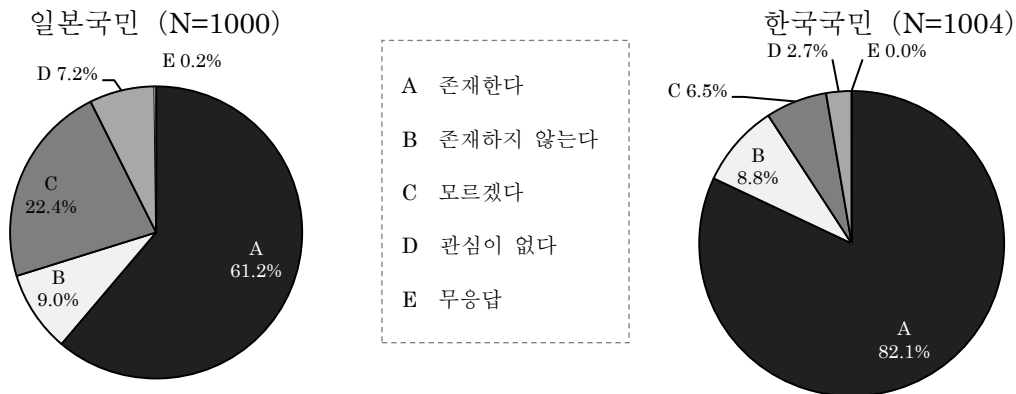 일본국민 (N=1000)
D 7.2%
E 0.2%
C
22.4%
B
9.0%
A
61.2%
A 존재한다
B 존재하지 않는다
C 모르겠다
D 관심이 없다
E 무응답
한국국민 (N=1004)
D 2.7%
E 0.0%
C 6.5%
B
8.8%
A
82.1%